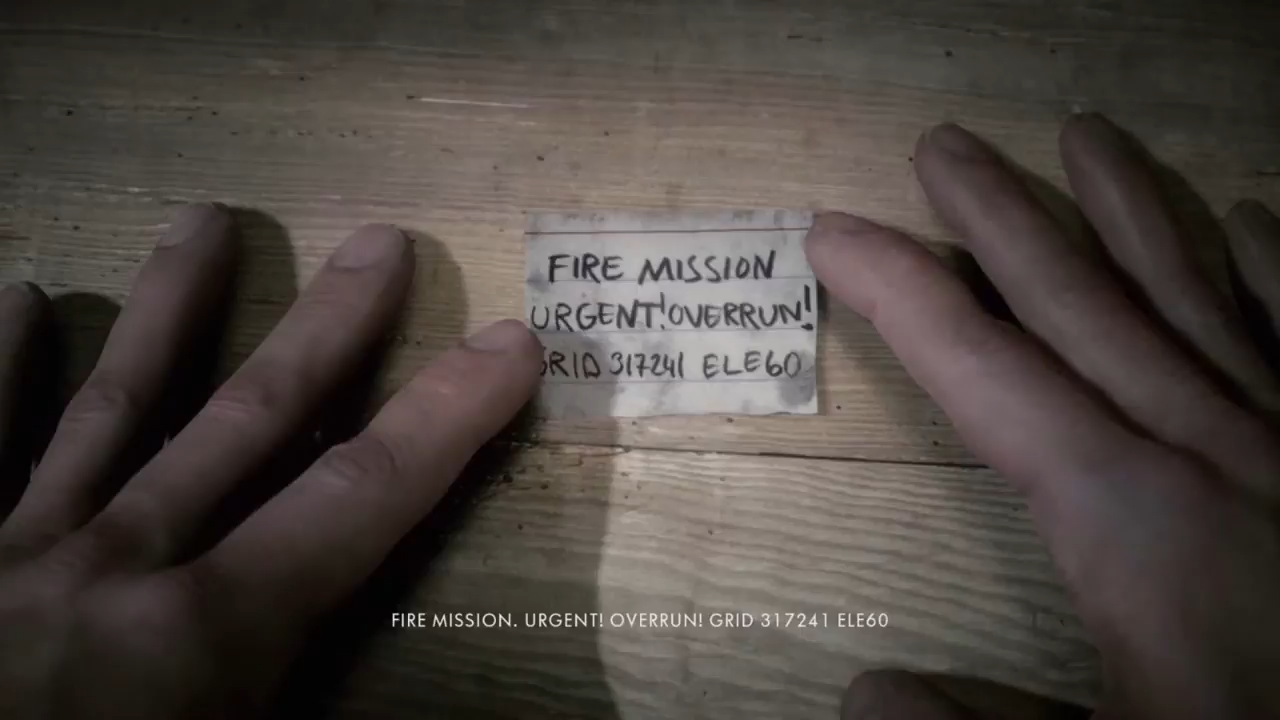 FIRE MISSION
URGENT! OVERRUN!
GRID 317241 ELE60
FIRE MISSION. URGENT! OVERRUN! GRID 317241 ELE60